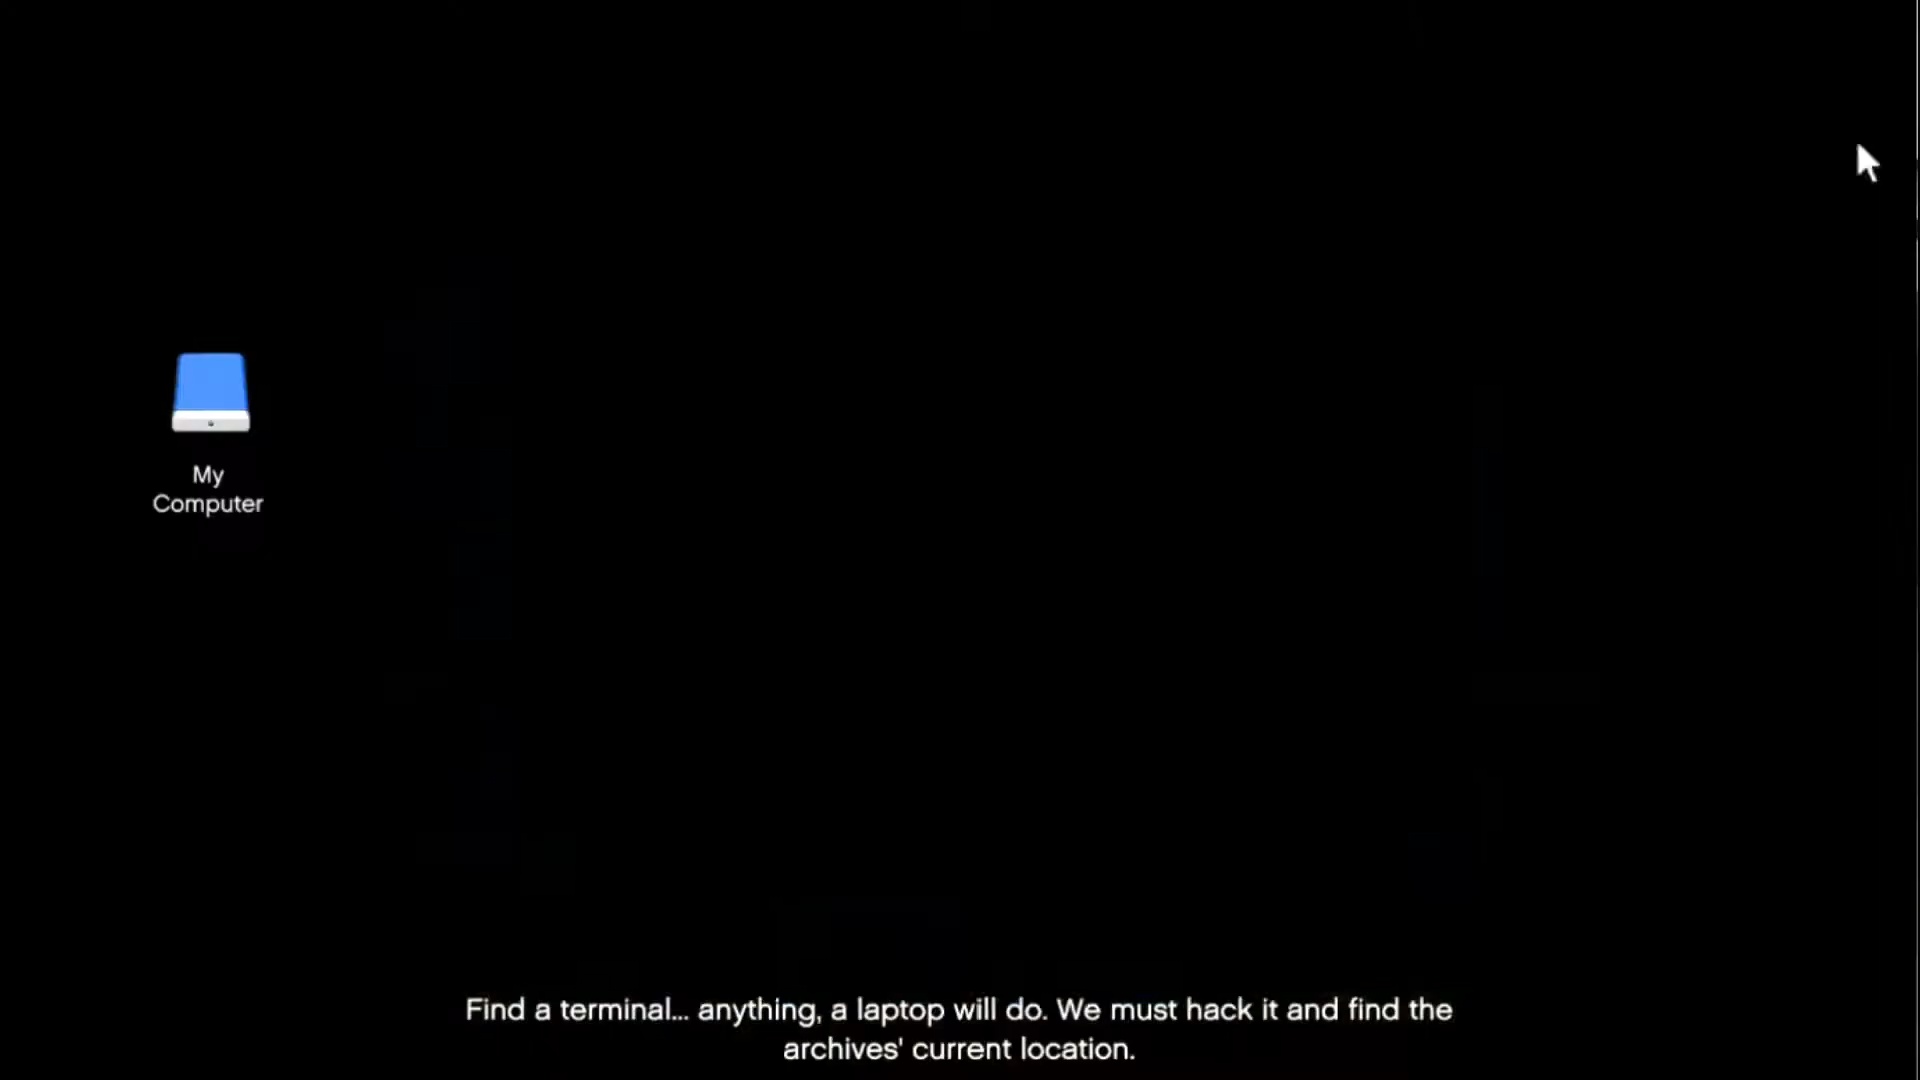 My
Computer
Find a terminal... anything, a laptop will do. We must hack it and find the
archives' current location.